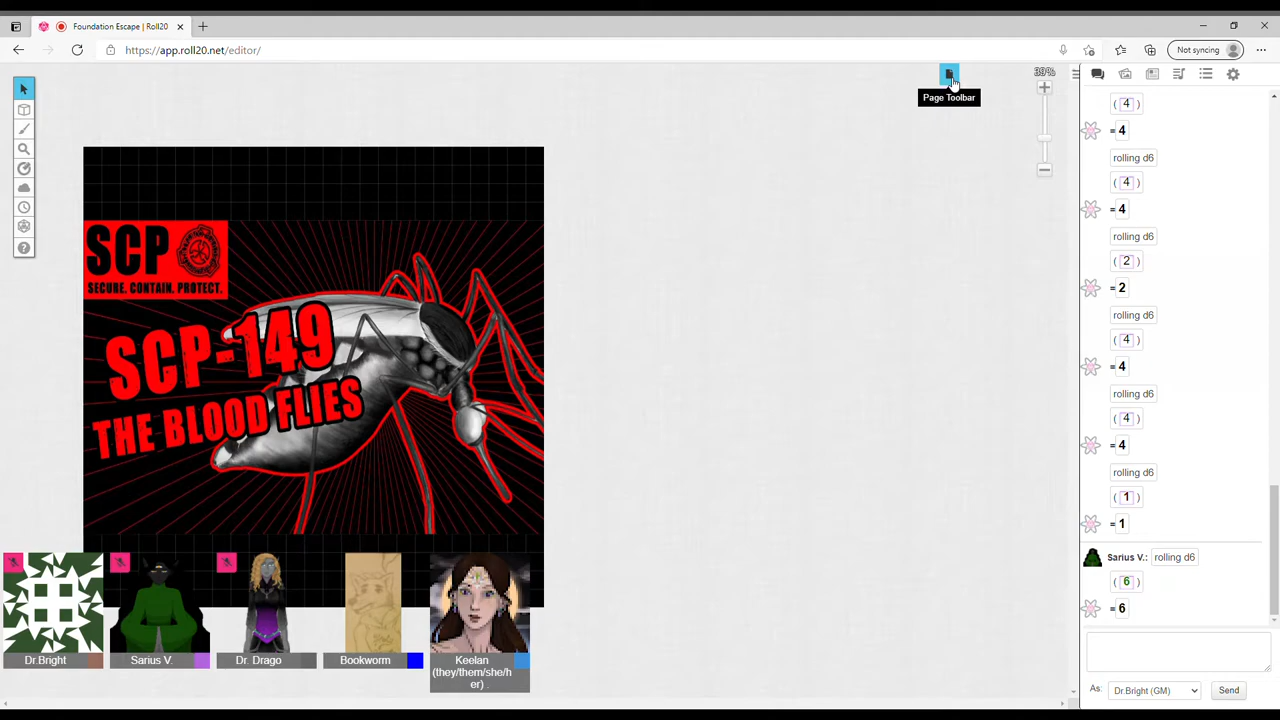 Foundation Escape | Roll20
https://app.roll20.net/editor/
Not syncing
39%
Page Toolbar
SCP
SECURE. CONTAIN. PROTECT.
SCP-149
THE BLOOD FLIES
Dr.Bright
Sarius V.
Dr. Drago
Bookworm
Keelan
(they/them/she/h
er) .
( 4 )
= 4
rolling d6
( 4 )
= 4
rolling d6
( 2 )
= 2
rolling d6
( 4 )
= 4
rolling d6
( 4 )
= 4
rolling d6
( 1 )
= 1
Sarius V.: rolling d6
( 6 )
= 6
As: Dr.Bright (GM) Send